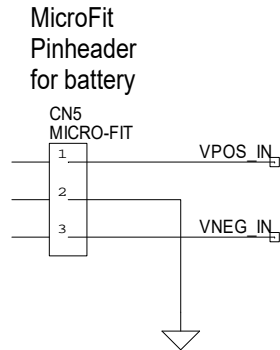 MicroFit
Pinheader
for battery
CN5
MICRO-FIT
1
VPOS_IN
2
3
VNEG_IN